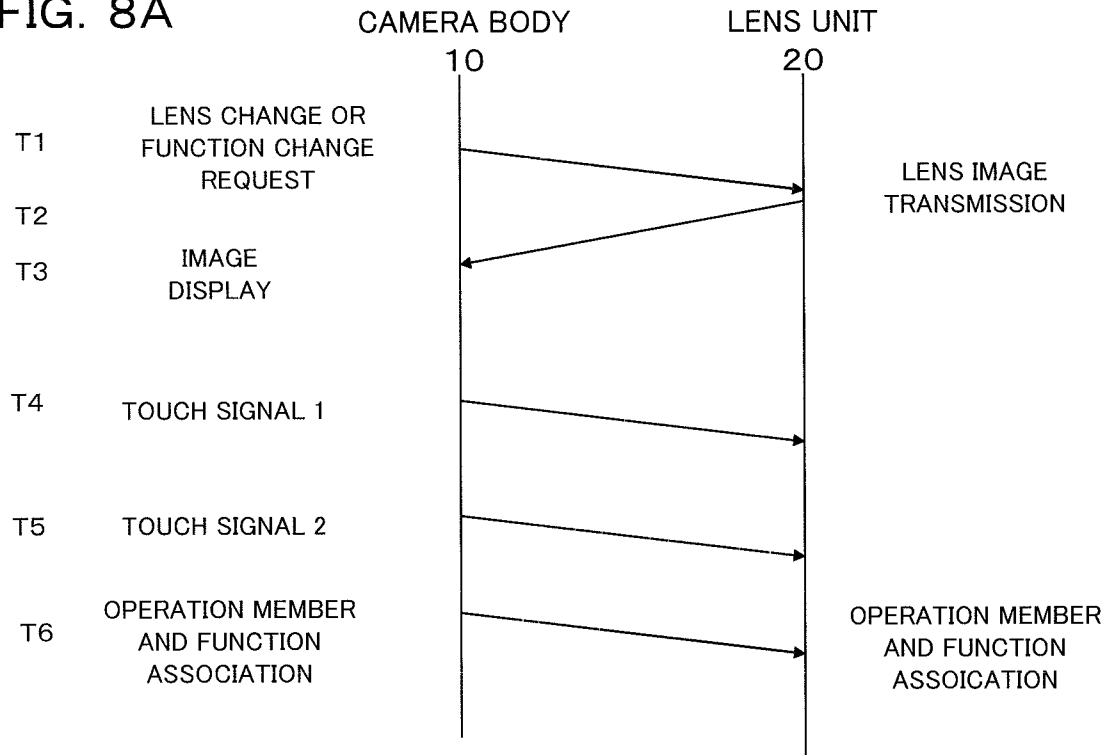 FIG. 8A
CAMERA BODY
10
LENS UNIT
20
T1
LENS CHANGE OR
FUNCTION CHANGE
REQUEST
LENS IMAGE
TRANSMISSION
T2
T3
IMAGE
DISPLAY
T4
TOUCH SIGNAL 1
T5
TOUCH SIGNAL 2
T6
OPERATION MEMBER
AND FUNCTION
ASSOCIATION
OPERATION MEMBER
AND FUNCTION
ASSOICATION